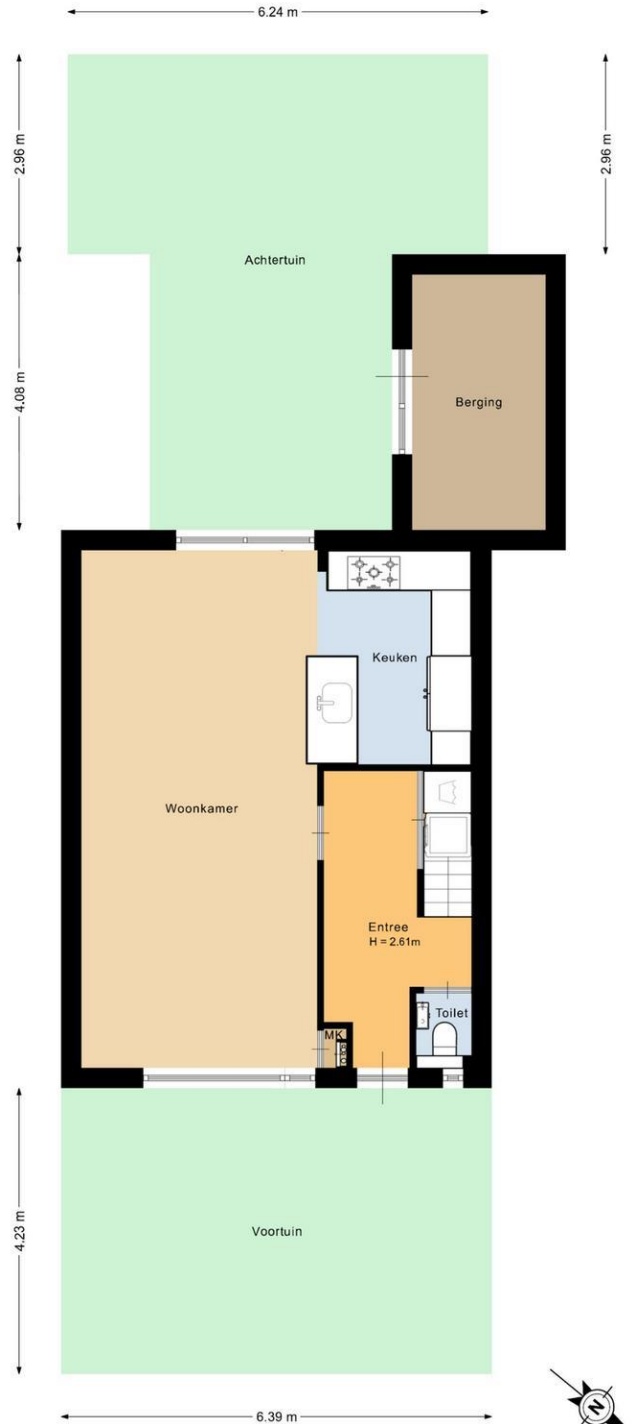 6.24 m
2.96 m
2.96 m
Achtertuin
4.08 m
Berging
Keuken
Woonkamer
Entree
H = 2.61m
Toilet
MK
Voortuin
4.23 m
6.39 m
N